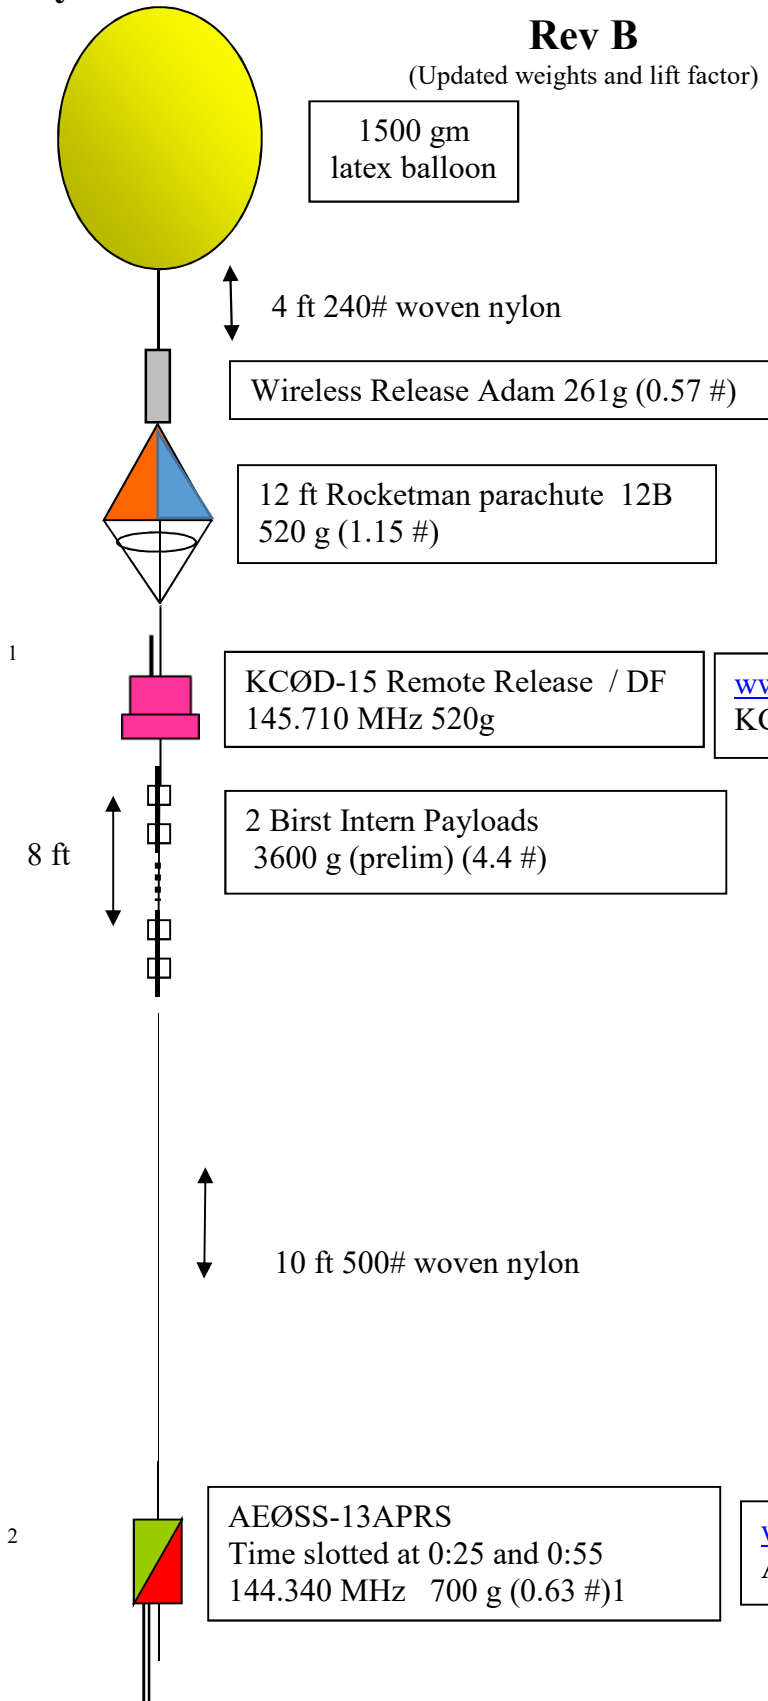 Rev B
(Updated weights and lift factor)
1500 gm
latex balloon
4 ft 240# woven nylon
Wireless Release Adam 261g (0.57 #)
12 ft Rocketman parachute  12B
520 g (1.15 #)
1
KCØD-15 Remote Release  / DF
145.710 MHz 520g
2 Birst Intern Payloads
3600 g (prelim) (4.4 #)
8 ft
10 ft 500# woven nylon
2
AEØSS-13APRS
Time slotted at 0:25 and 0:55
144.340 MHz   700 g (0.63 #)1